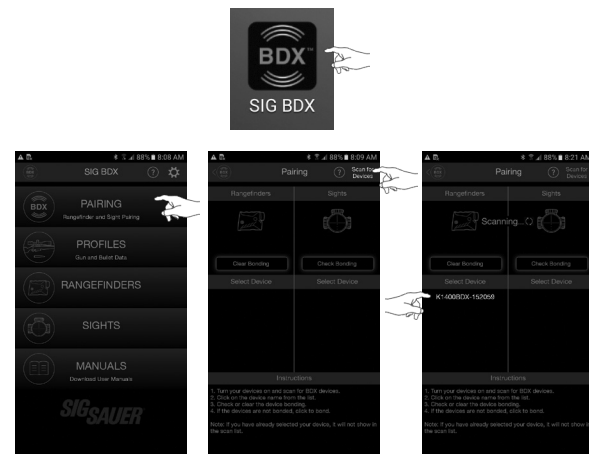 BDX™
SIG BDX
88% 8:08 AM
SIG BDX
?
BDX
PAIRING
Rangefinder and Sight Pairing
PROFILES
Gun and Bullet Data
RANGEFINDERS
SIGHTS
MANUALS
Download User Manuals
SIG SAUER
88% 8:09 AM
Pairing
?
Scan for
Devices
Rangefinders
Sights
Clear Bonding
Check Bonding
Select Device
Select Device
Instructions
1. Turn your devices on and scan for BDX devices.
2. Click on the device name from the list.
3. Check or clear the device bonding.
4. If the devices are not bonded, click to bond.
Note: If you have already selected your device, it will not show in
the scan list.
88% 8:21 AM
Pairing
?
Scan for
Devices
Rangefinders
Sights
Scanning...
Clear Bonding
Check Bonding
Select Device
Select Device
K1400BDX-152059
Instructions
1. Turn your devices on and scan for BDX devices.
2. Click on the device name from the list.
3. Check or clear the device bonding.
4. If the devices are not bonded, click to bond.
Note: If you have already selected your device, it will not show in
the scan list.